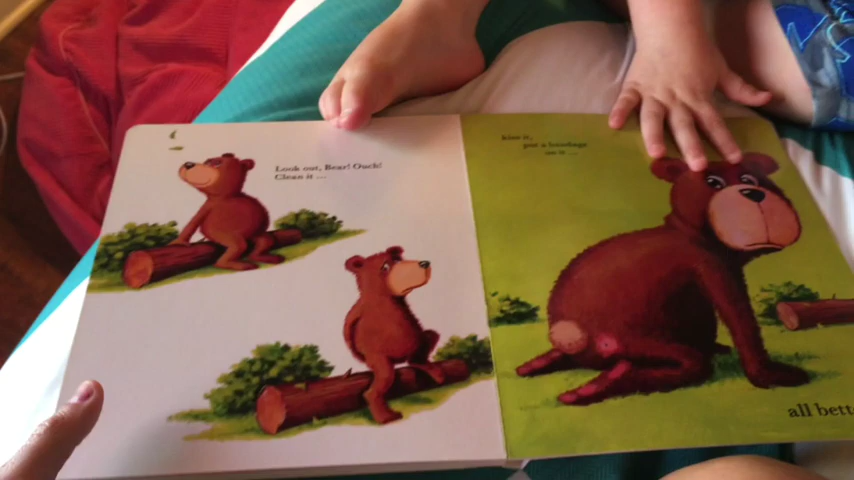 Look out, Bear! Ouch!
Clean it ...
kiss it,
put a bandage
on it ...
all bett